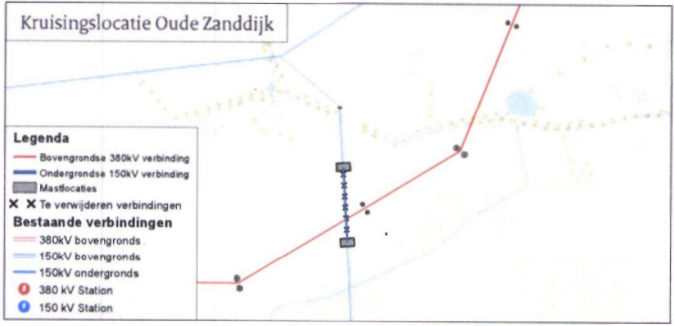 Kruisingslocatie Oude Zanddijk
Legenda
Bovengrondse 380kV verbinding
Ondergrondse 150kV verbinding
Mastlocaties
Te verwijderen verbindingen
Bestaande verbindingen
380kV bovengronds
150kV bovengronds
150kV ondergronds
380 kV Station
150 kV Station